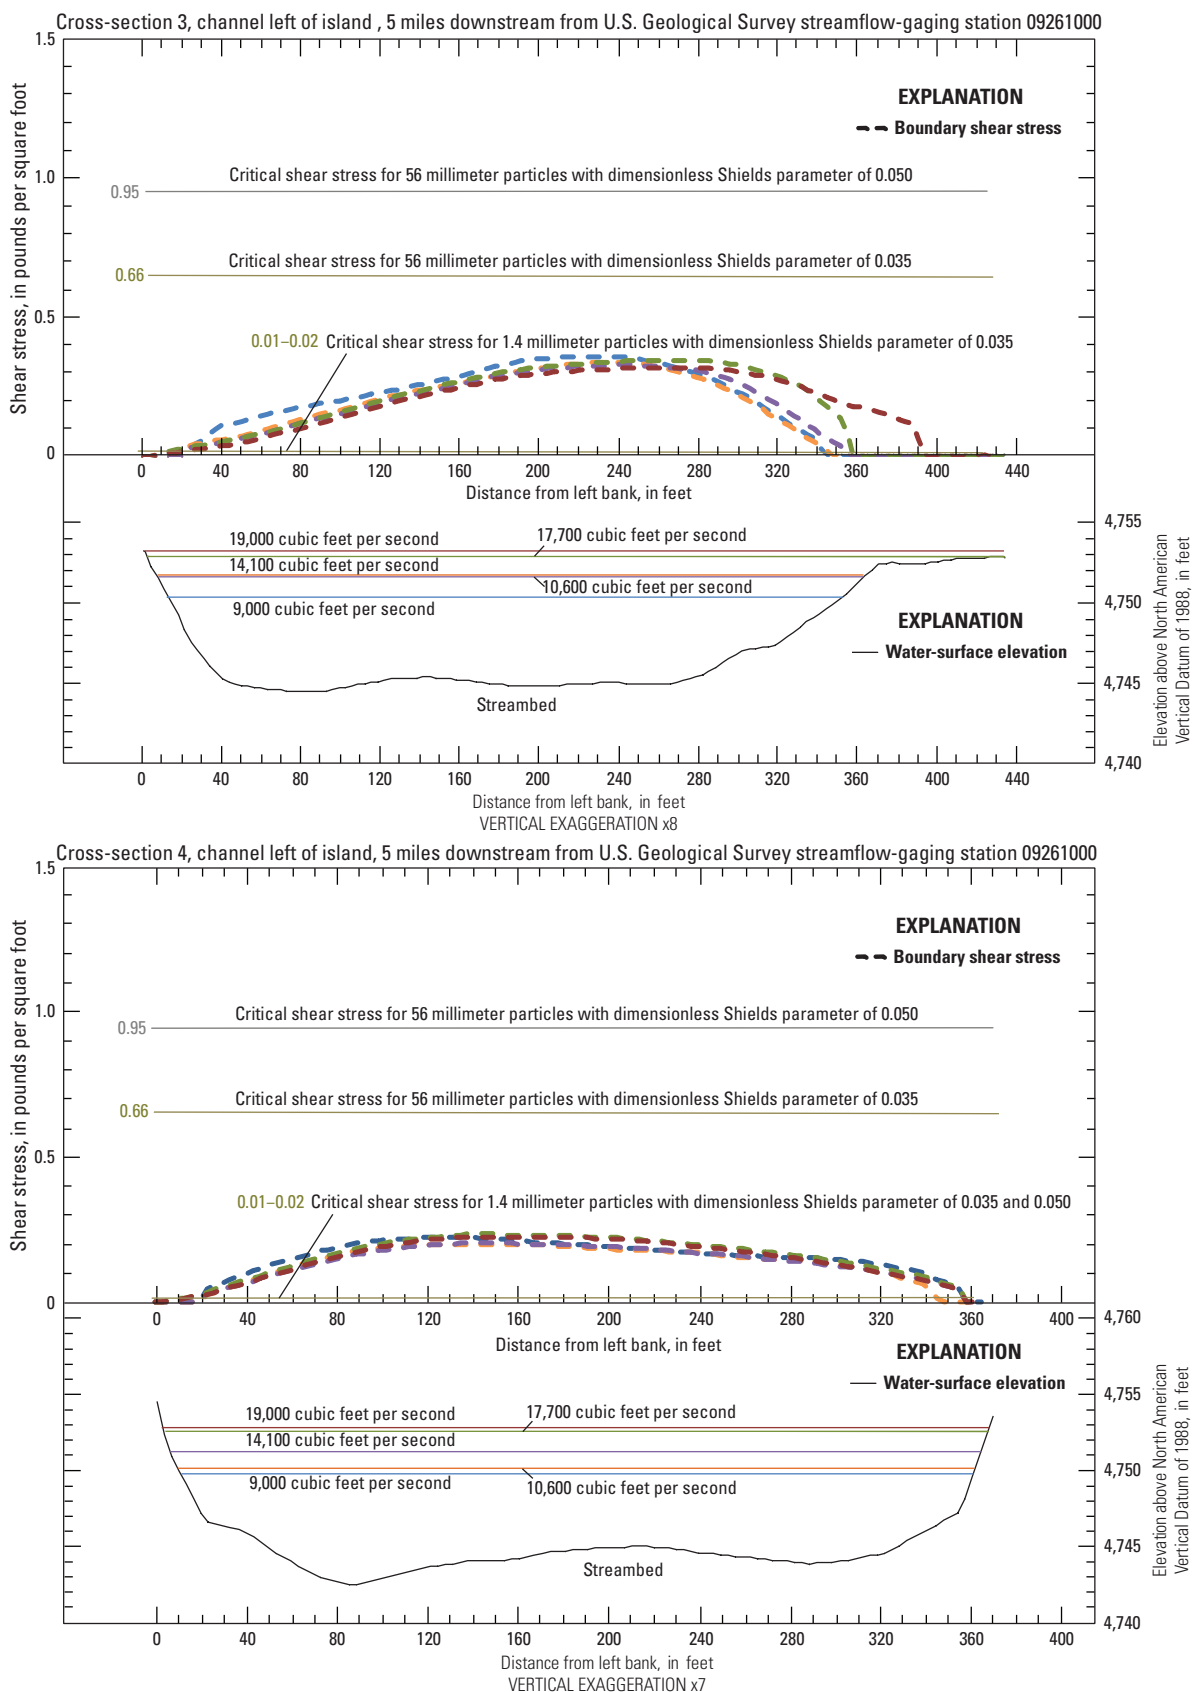 Cross-section 3, channel left of island , 5 miles downstream from U.S. Geological Survey streamflow-gaging station 09261000
1.5
EXPLANATION
Boundary shear stress
Shear stress, in pounds per square foot
1.0
Critical shear stress for 56 millimeter particles with dimensionless Shields parameter of 0.050
0.95
Critical shear stress for 56 millimeter particles with dimensionless Shields parameter of 0.035
0.66
0.5
0.01–0.02 Critical shear stress for 1.4 millimeter particles with dimensionless Shields parameter of 0.035
0
0 40 80 120 160 200 240 280 320 360 400 440
Distance from left bank, in feet
4,755
19,000 cubic feet per second
17,700 cubic feet per second
14,100 cubic feet per second
10,600 cubic feet per second
9,000 cubic feet per second
4,750
EXPLANATION
Water-surface elevation
4,745
Streambed
4,740
Elevation above North American
Vertical Datum of 1988, in feet
0 40 80 120 160 200 240 280 320 360 400 440
Distance from left bank, in feet
VERTICAL EXAGGERATION x8
Cross-section 4, channel left of island, 5 miles downstream from U.S. Geological Survey streamflow-gaging station 09261000
1.5
EXPLANATION
Boundary shear stress
Shear stress, in pounds per square foot
1.0
Critical shear stress for 56 millimeter particles with dimensionless Shields parameter of 0.050
0.95
Critical shear stress for 56 millimeter particles with dimensionless Shields parameter of 0.035
0.66
0.5
0.01–0.02 Critical shear stress for 1.4 millimeter particles with dimensionless Shields parameter of 0.035 and 0.050
0
0 40 80 120 160 200 240 280 320 360 400
4,760
Distance from left bank, in feet
EXPLANATION
Water-surface elevation
4,755
19,000 cubic feet per second
17,700 cubic feet per second
14,100 cubic feet per second
9,000 cubic feet per second
10,600 cubic feet per second
4,750
4,745
Streambed
4,740
Elevation above North American
Vertical Datum of 1988, in feet
0 40 80 120 160 200 240 280 320 360 400
Distance from left bank, in feet
VERTICAL EXAGGERATION x7